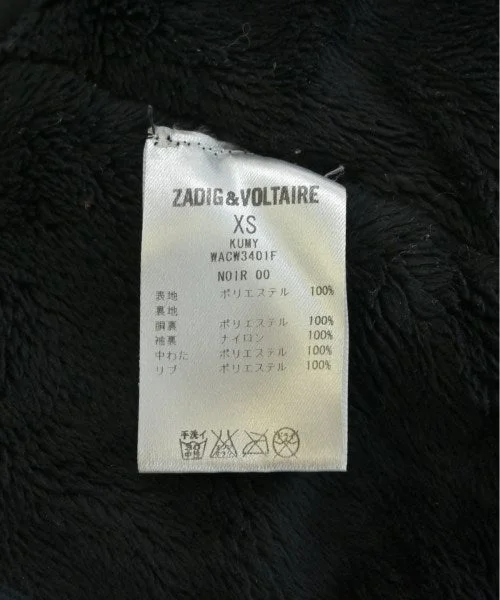 ZADIG&VOLTAIRE
XS
KUMY
WACW3401F
NOIR 00
表地 ポリエステル 100%
裏地
胴裏 ポリエステル 100%
袖裏 ナイロン 100%
中わた ポリエステル 100%
リブ ポリエステル 100%
手洗イ
30